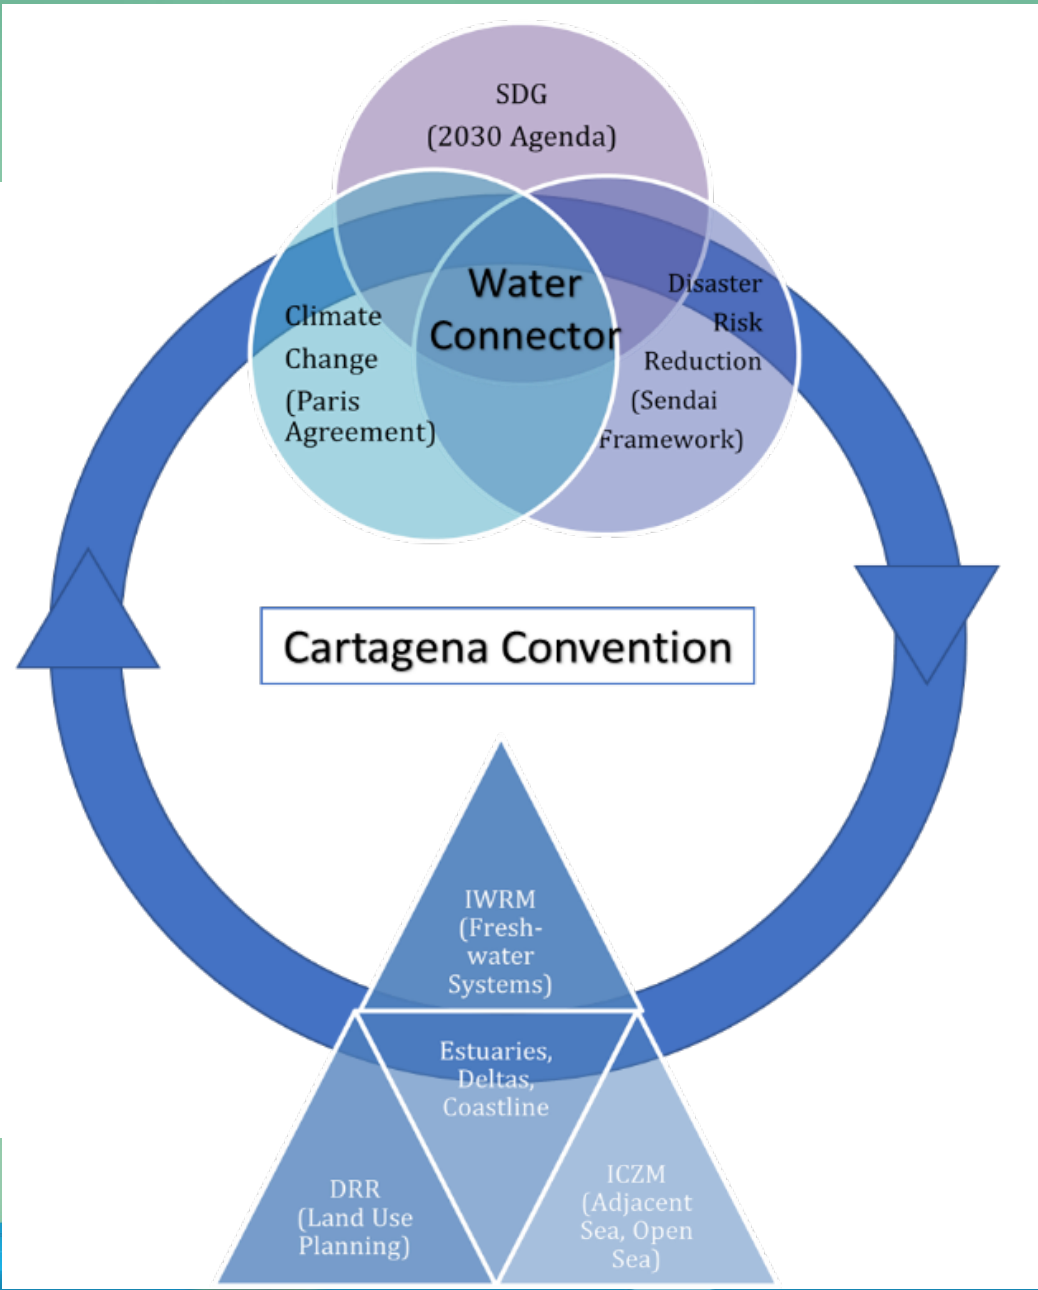 SDG
(2030 Agenda)
Water
Connector
Climate
Change
(Paris
Agreement)
Disaster
Risk
Reduction
(Sendai
Framework)
Cartagena Convention
IWRM
(Fresh-
water
Systems)
Estuaries,
Deltas,
Coastline
DRR
(Land Use
Planning)
ICZM
(Adjacent
Sea, Open
Sea)